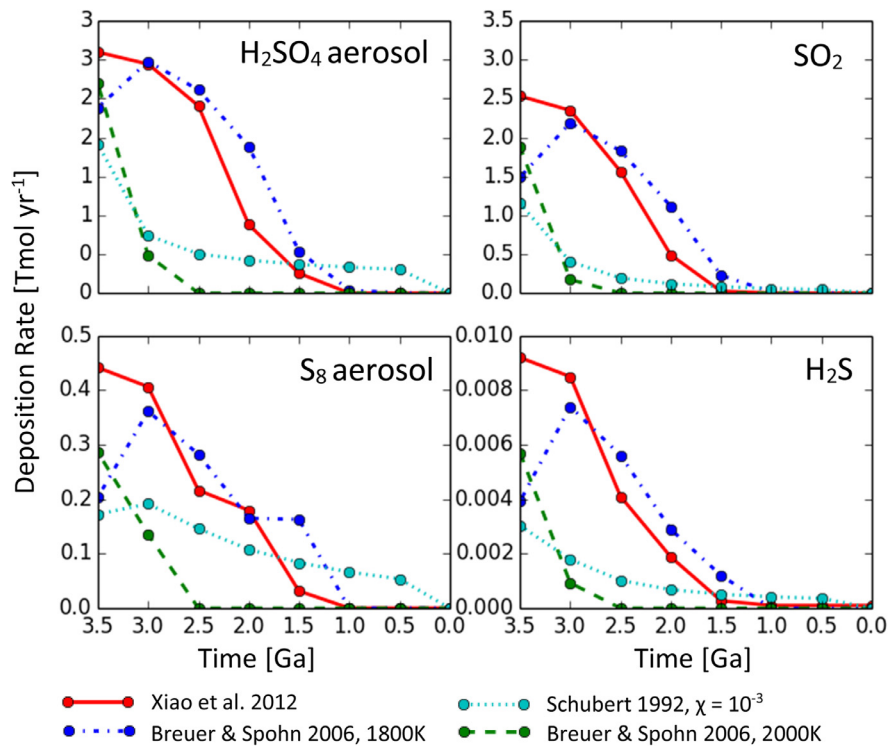 H2SO4 aerosol
3
3
2
2
1
1
0
0.0
SO2
3.5
3.0
2.5
2.0
1.5
1.0
0.5
0.0
Deposition Rate [Tmol yr-1]
S8 aerosol
0.5
0.4
0.3
0.2
0.1
0.0
3.5 3.0 2.5 2.0 1.5 1.0 0.5 0.0
Time [Ga]
H2S
0.010
0.008
0.006
0.004
0.002
0.000
3.5 3.0 2.5 2.0 1.5 1.0 0.5 0.0
Time [Ga]
Xiao et al. 2012
Schubert 1992, χ = 10-3
Breuer & Spohn 2006, 1800K
Breuer & Spohn 2006, 2000K